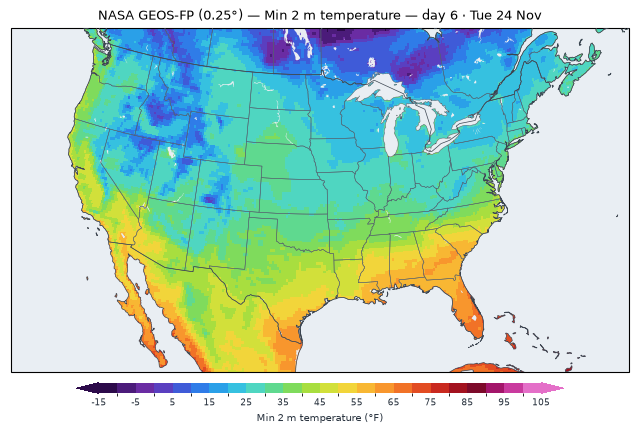 NASA GEOS-FP (0.25°) — Min 2 m temperature — day 6 · Tue 24 Nov
-15 -5 5 15 25 35 45 55 65 75 85 95 105
Min 2 m temperature (°F)